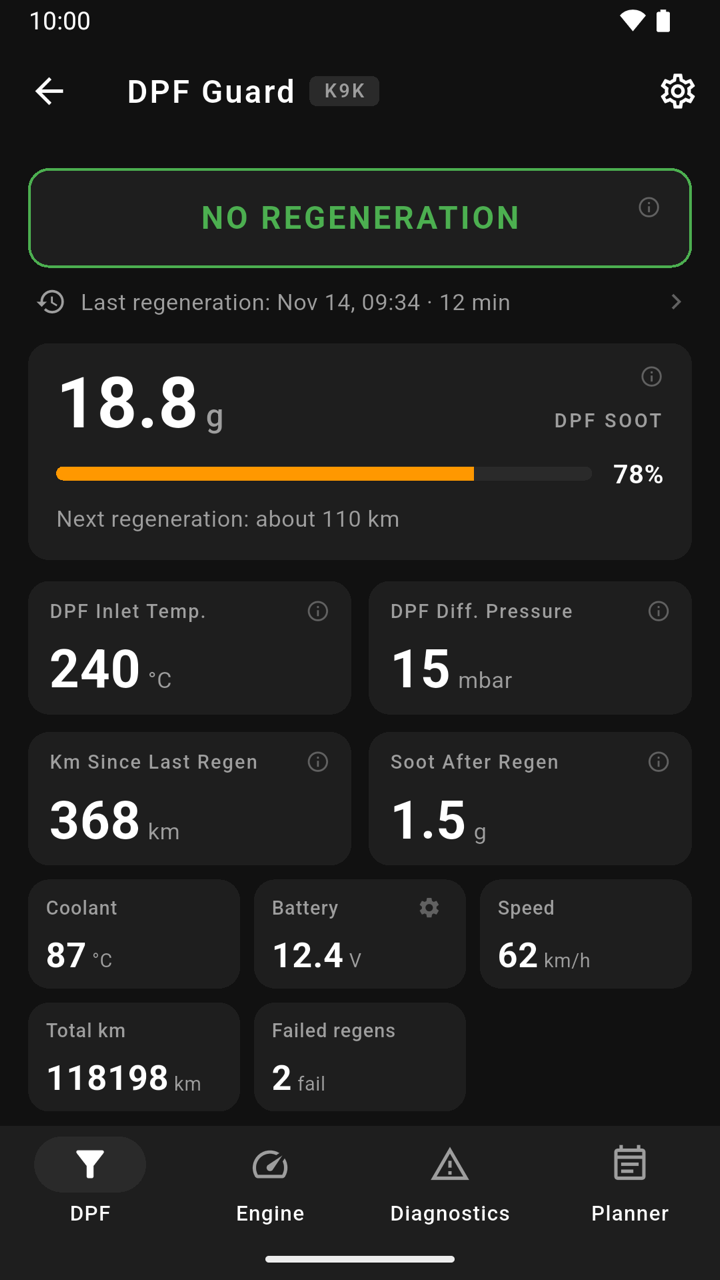 10:00
DPF Guard K9K
NO REGENERATION
Last regeneration: Nov 14, 09:34 · 12 min
18.8 g
DPF SOOT
78%
Next regeneration: about 110 km
DPF Inlet Temp.
240 °C
DPF Diff. Pressure
15 mbar
Km Since Last Regen
368 km
Soot After Regen
1.5 g
Coolant
87 °C
Battery
12.4 V
Speed
62 km/h
Total km
118198 km
Failed regens
2 fail
DPF
Engine
Diagnostics
Planner